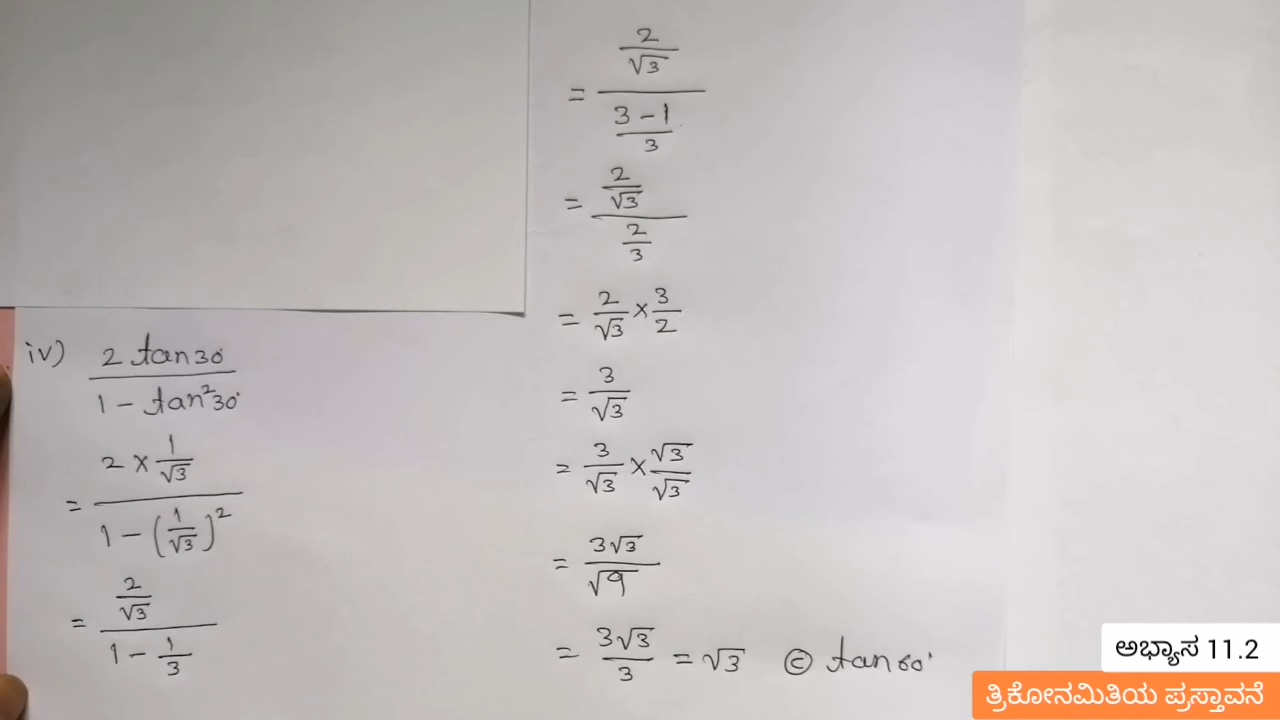 iv) 2 tan30° / 1 - tan²30°
= 2 × 1/√3 / 1 - (1/√3)²
= 2/√3 / 1 - 1/3
= 2/√3 / 3 - 1/3
= 2/√3 / 2/3
= 2/√3 × 3/2
= 3/√3
= 3/√3 × √3/√3
= 3√3/√9
= 3√3/3 = √3 Ⓒ tan60°
ಅಭ್ಯಾಸ 11.2
ತ್ರಿಕೋನಮಿತಿಯ ಪ್ರಸ್ತಾವನೆ